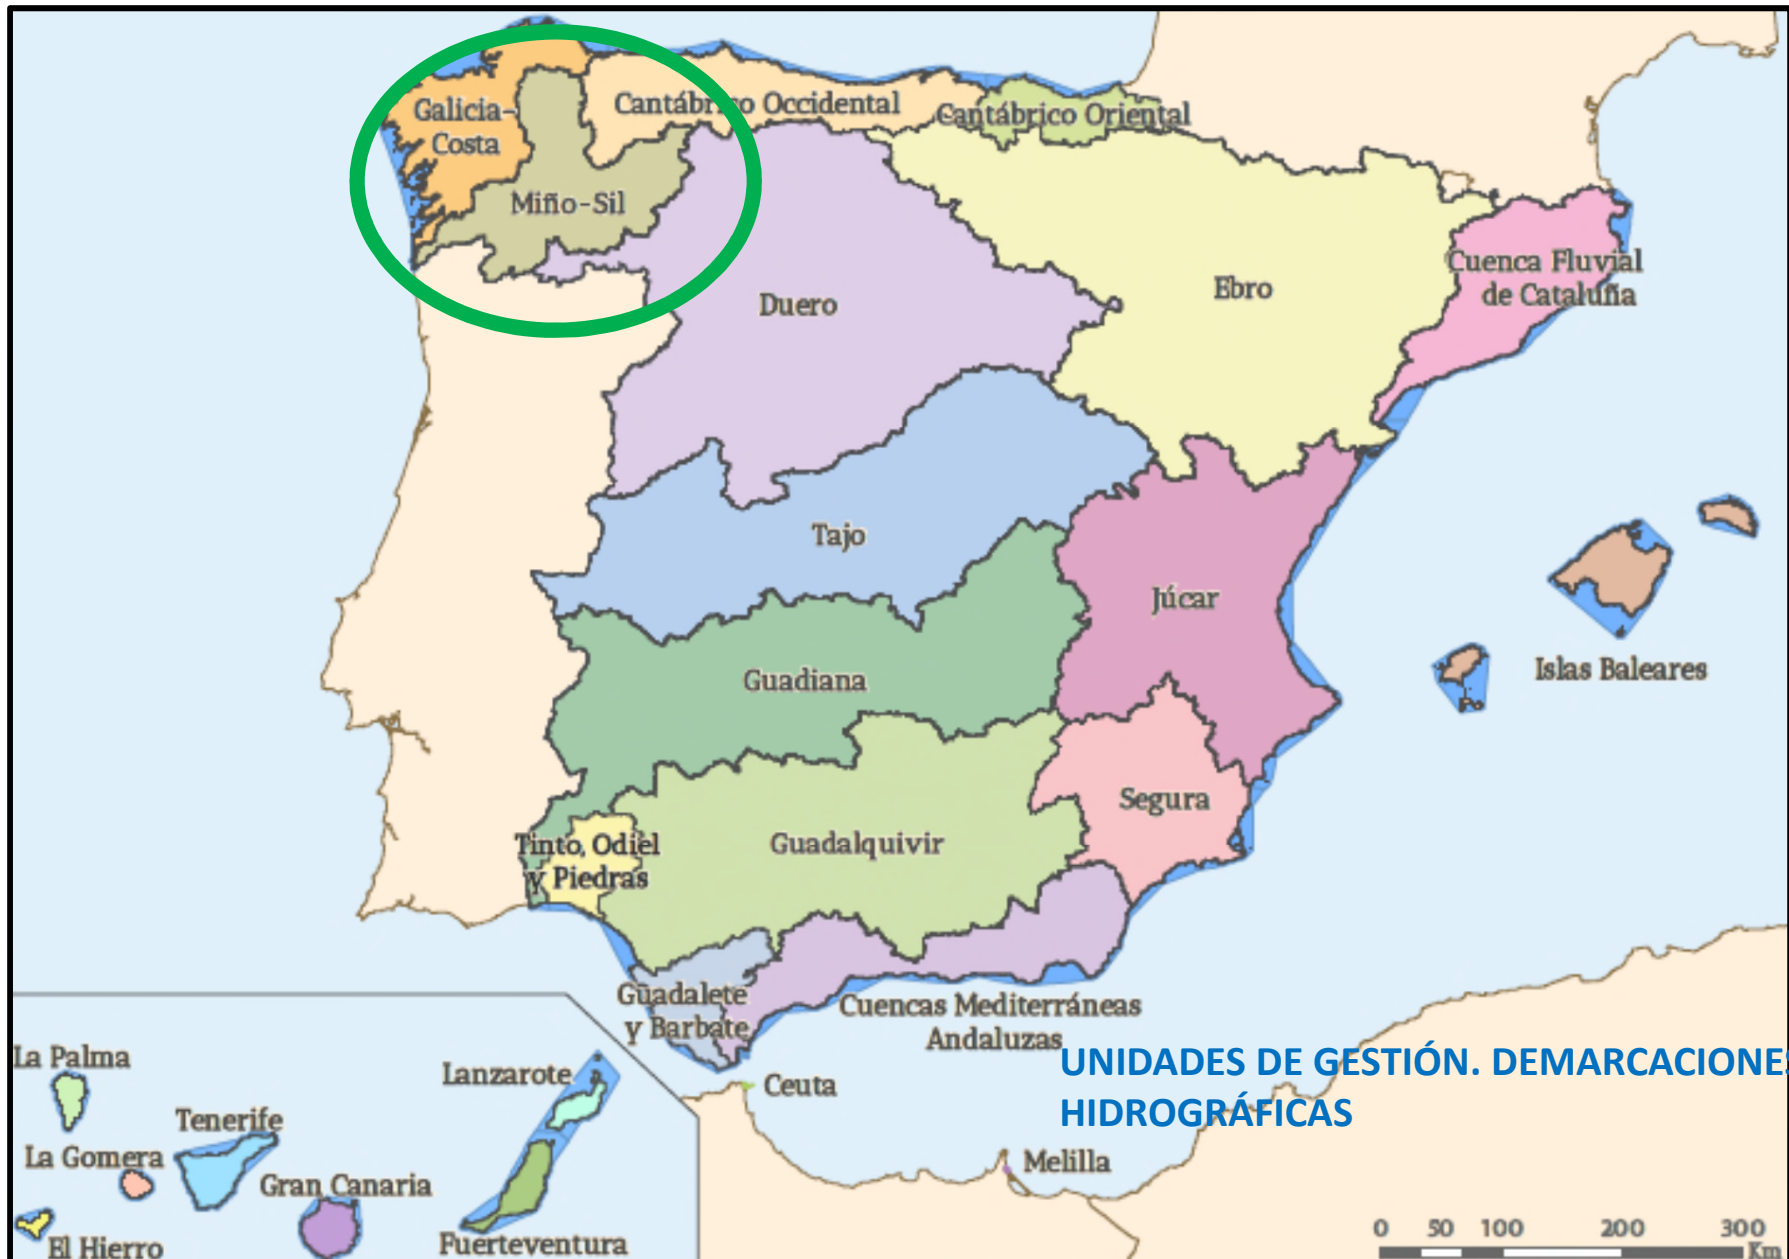 Galicia-
Costa
Cantábrico Occidental
Cantábrico Oriental
Miño-Sil
Duero
Ebro
Cuenca Fluvial
de Cataluña
Tajo
Júcar
Islas Baleares
Guadiana
Segura
Tinto, Odiel
y Piedras
Guadalquivir
Guadalete
y Barbate
Cuencas Mediterráneas
Andaluzas
UNIDADES DE GESTIÓN. DEMARCACIONES
HIDROGRÁFICAS
Ceuta
Melilla
La Palma
Lanzarote
Tenerife
La Gomera
Gran Canaria
El Hierro
Fuerteventura
0 50 100 200 300
Km